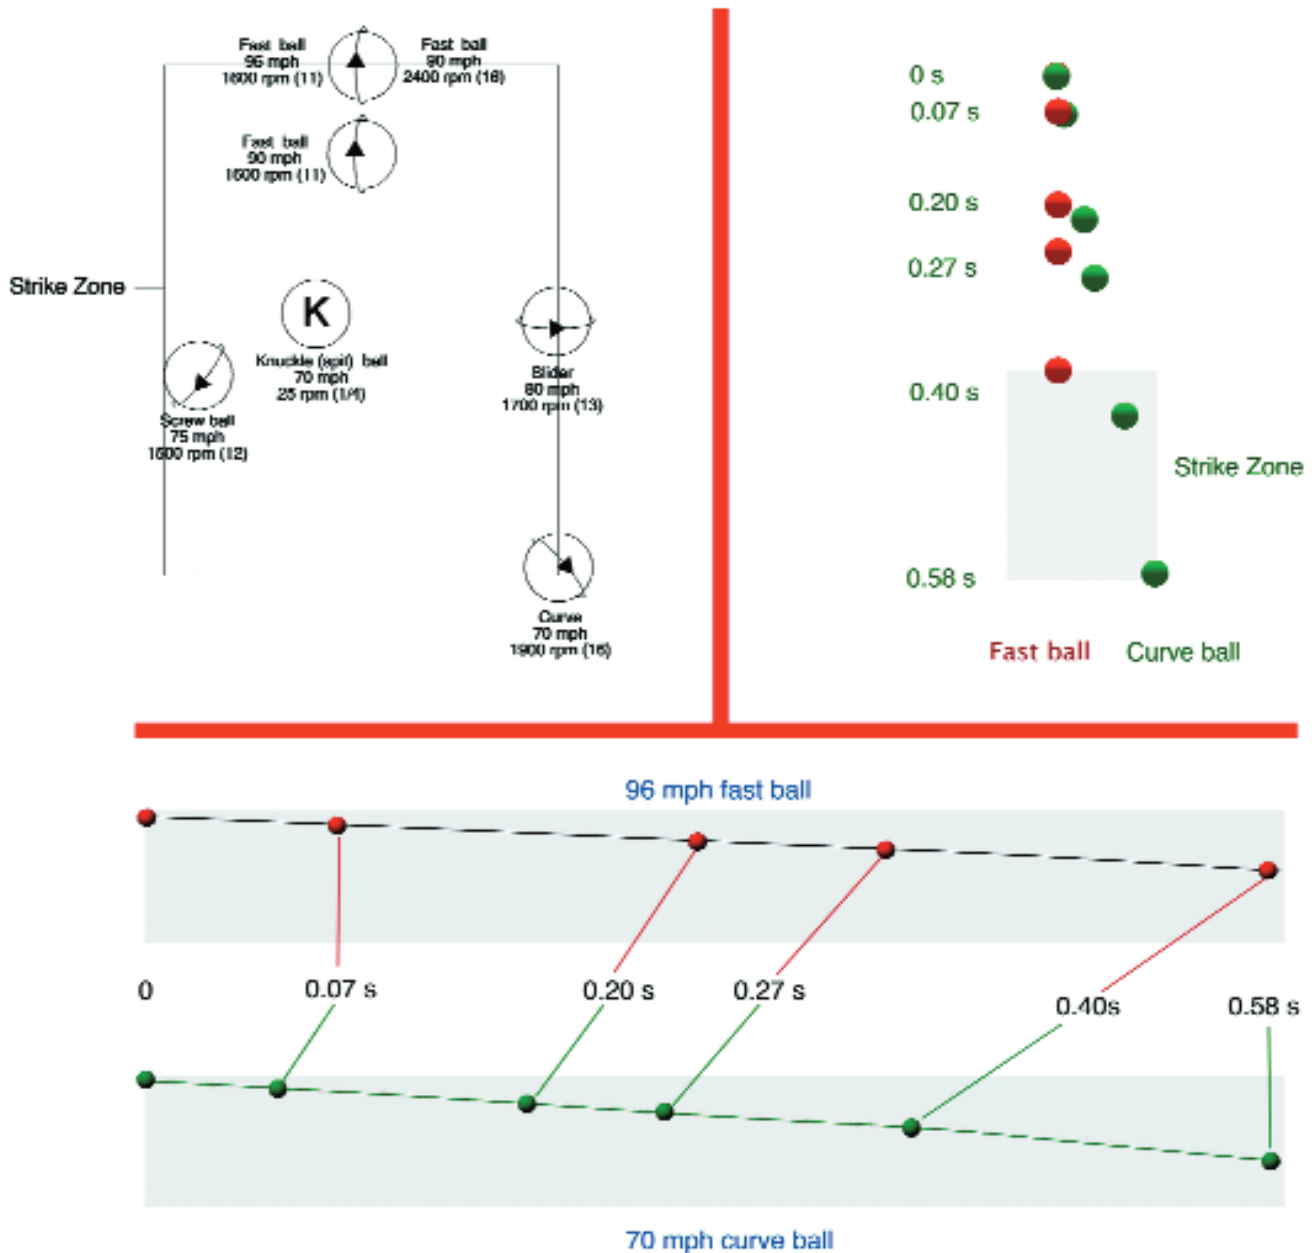 Fast ball
96 mph
1600 rpm (11)
Fast ball
90 mph
2400 rpm (16)
Fast ball
90 mph
1600 rpm (11)
Strike Zone
K
Knuckle (spit) ball
70 mph
25 rpm (1/4)
Screw ball
75 mph
1600 rpm (12)
Slider
80 mph
1700 rpm (13)
Curve
70 mph
1900 rpm (16)
0 s
0.07 s
0.20 s
0.27 s
0.40 s
Strike Zone
0.58 s
Fast ball
Curve ball
96 mph fast ball
0
0.07 s
0.20 s
0.27 s
0.40s
0.58 s
70 mph curve ball